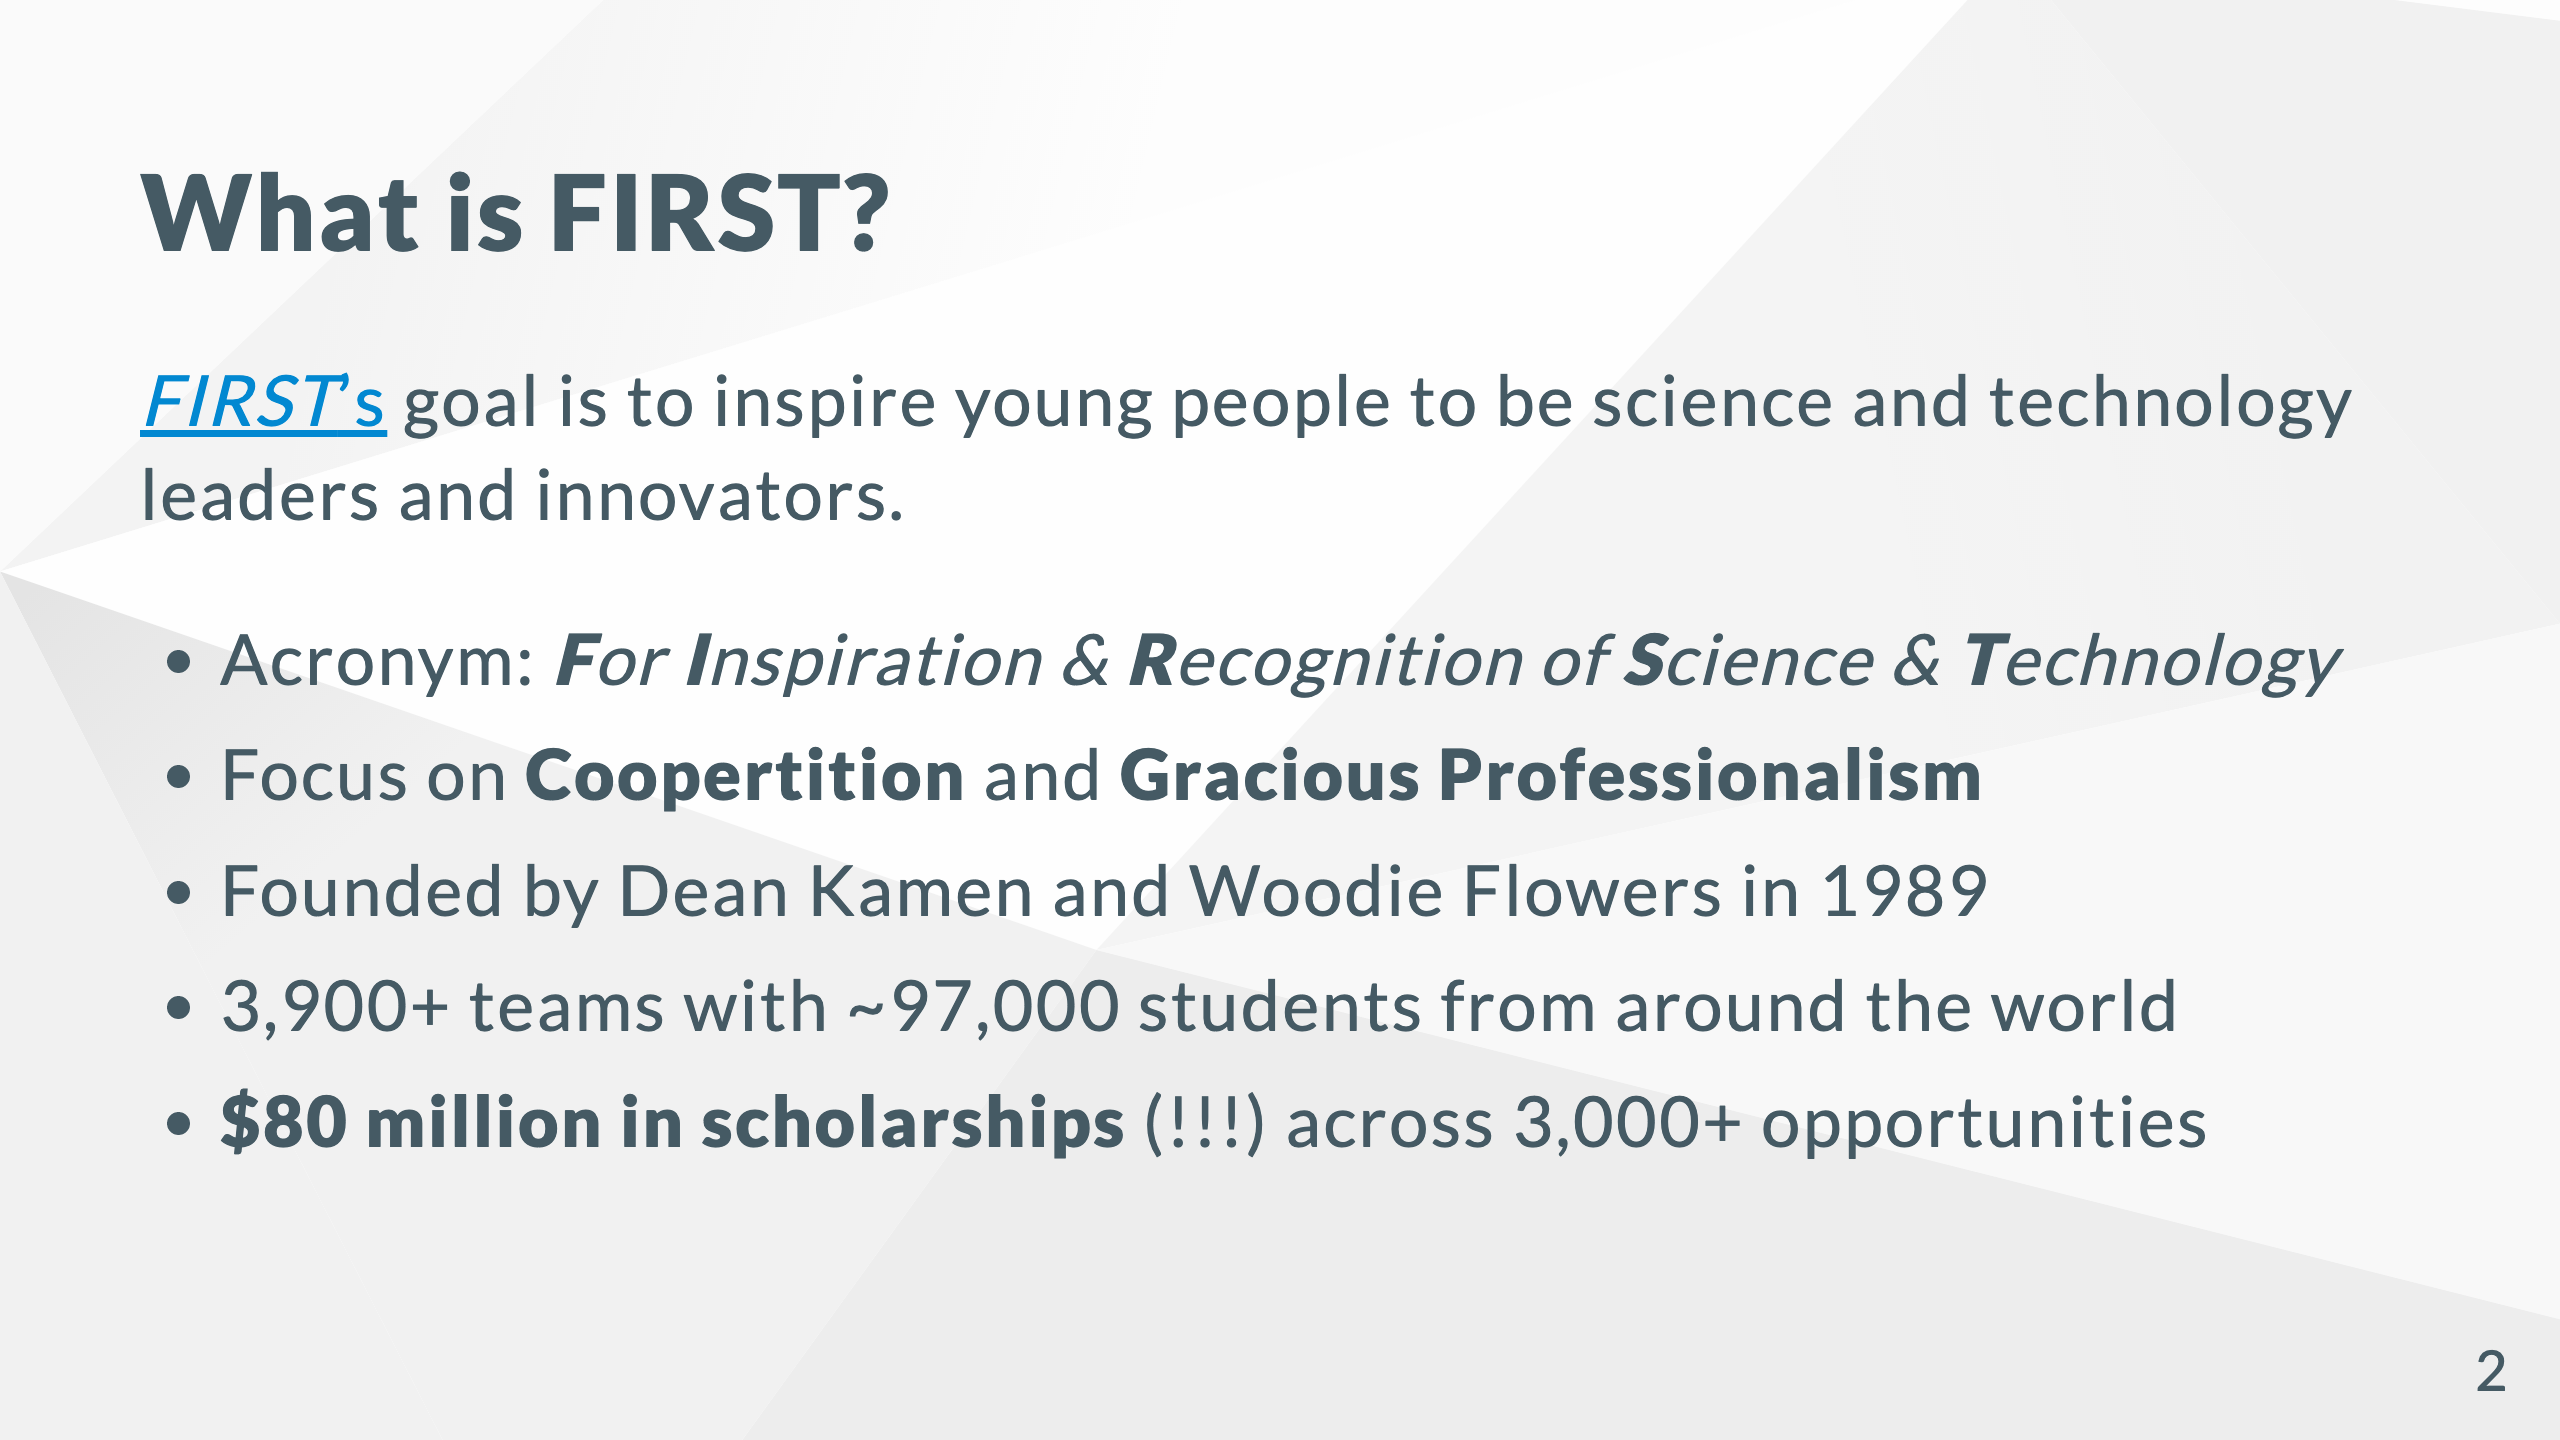 What is FIRST?
FIRST’s goal is to inspire young people to be science and technology
leaders and innovators.
• Acronym: For Inspiration & Recognition of Science & Technology
• Focus on Coopertition and Gracious Professionalism
• Founded by Dean Kamen and Woodie Flowers in 1989
• 3,900+ teams with ~97,000 students from around the world
• $80 million in scholarships (!!!) across 3,000+ opportunities
2